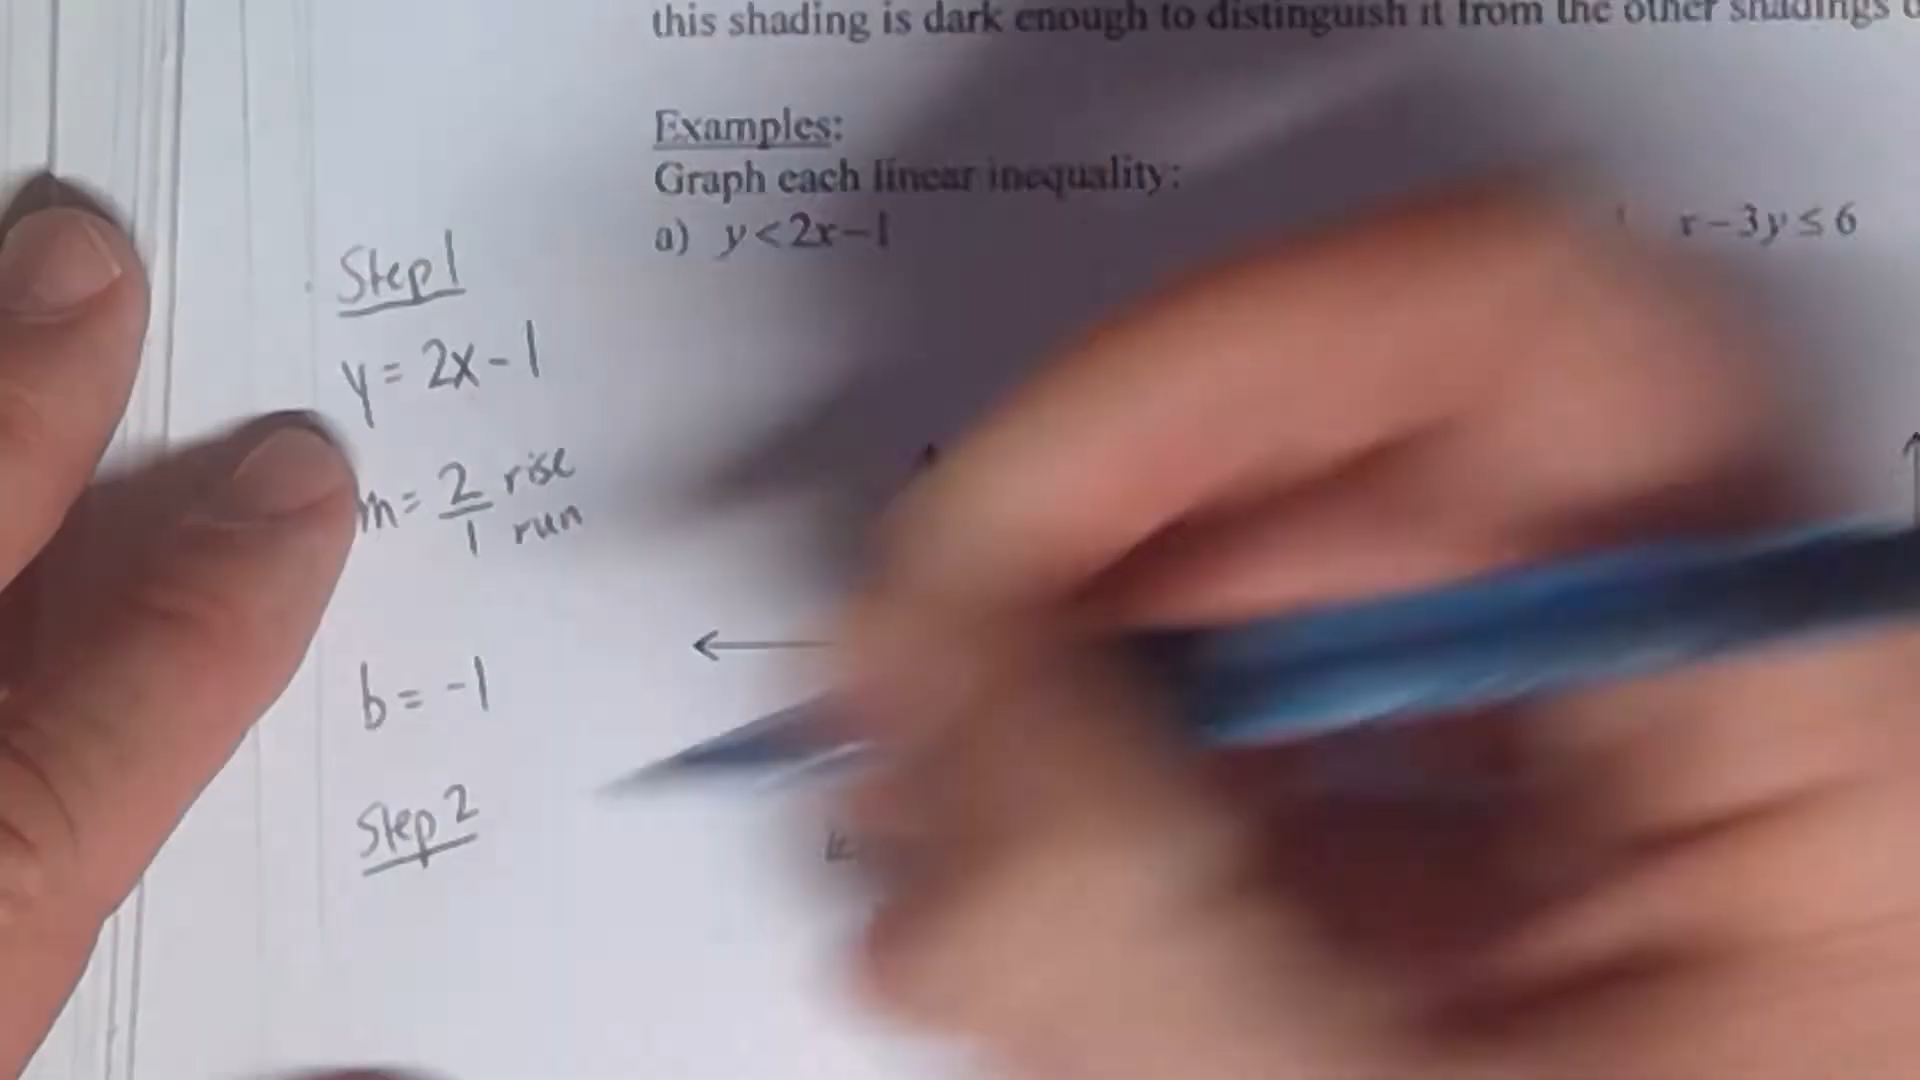 this shading is dark enough to distinguish it from the other shadings
Examples:
Graph each linear inequality:
a) y<2x-1
x-3y≤6
Step 1
y = 2x - 1
m = 2/1 rise/run
b = -1
Step 2